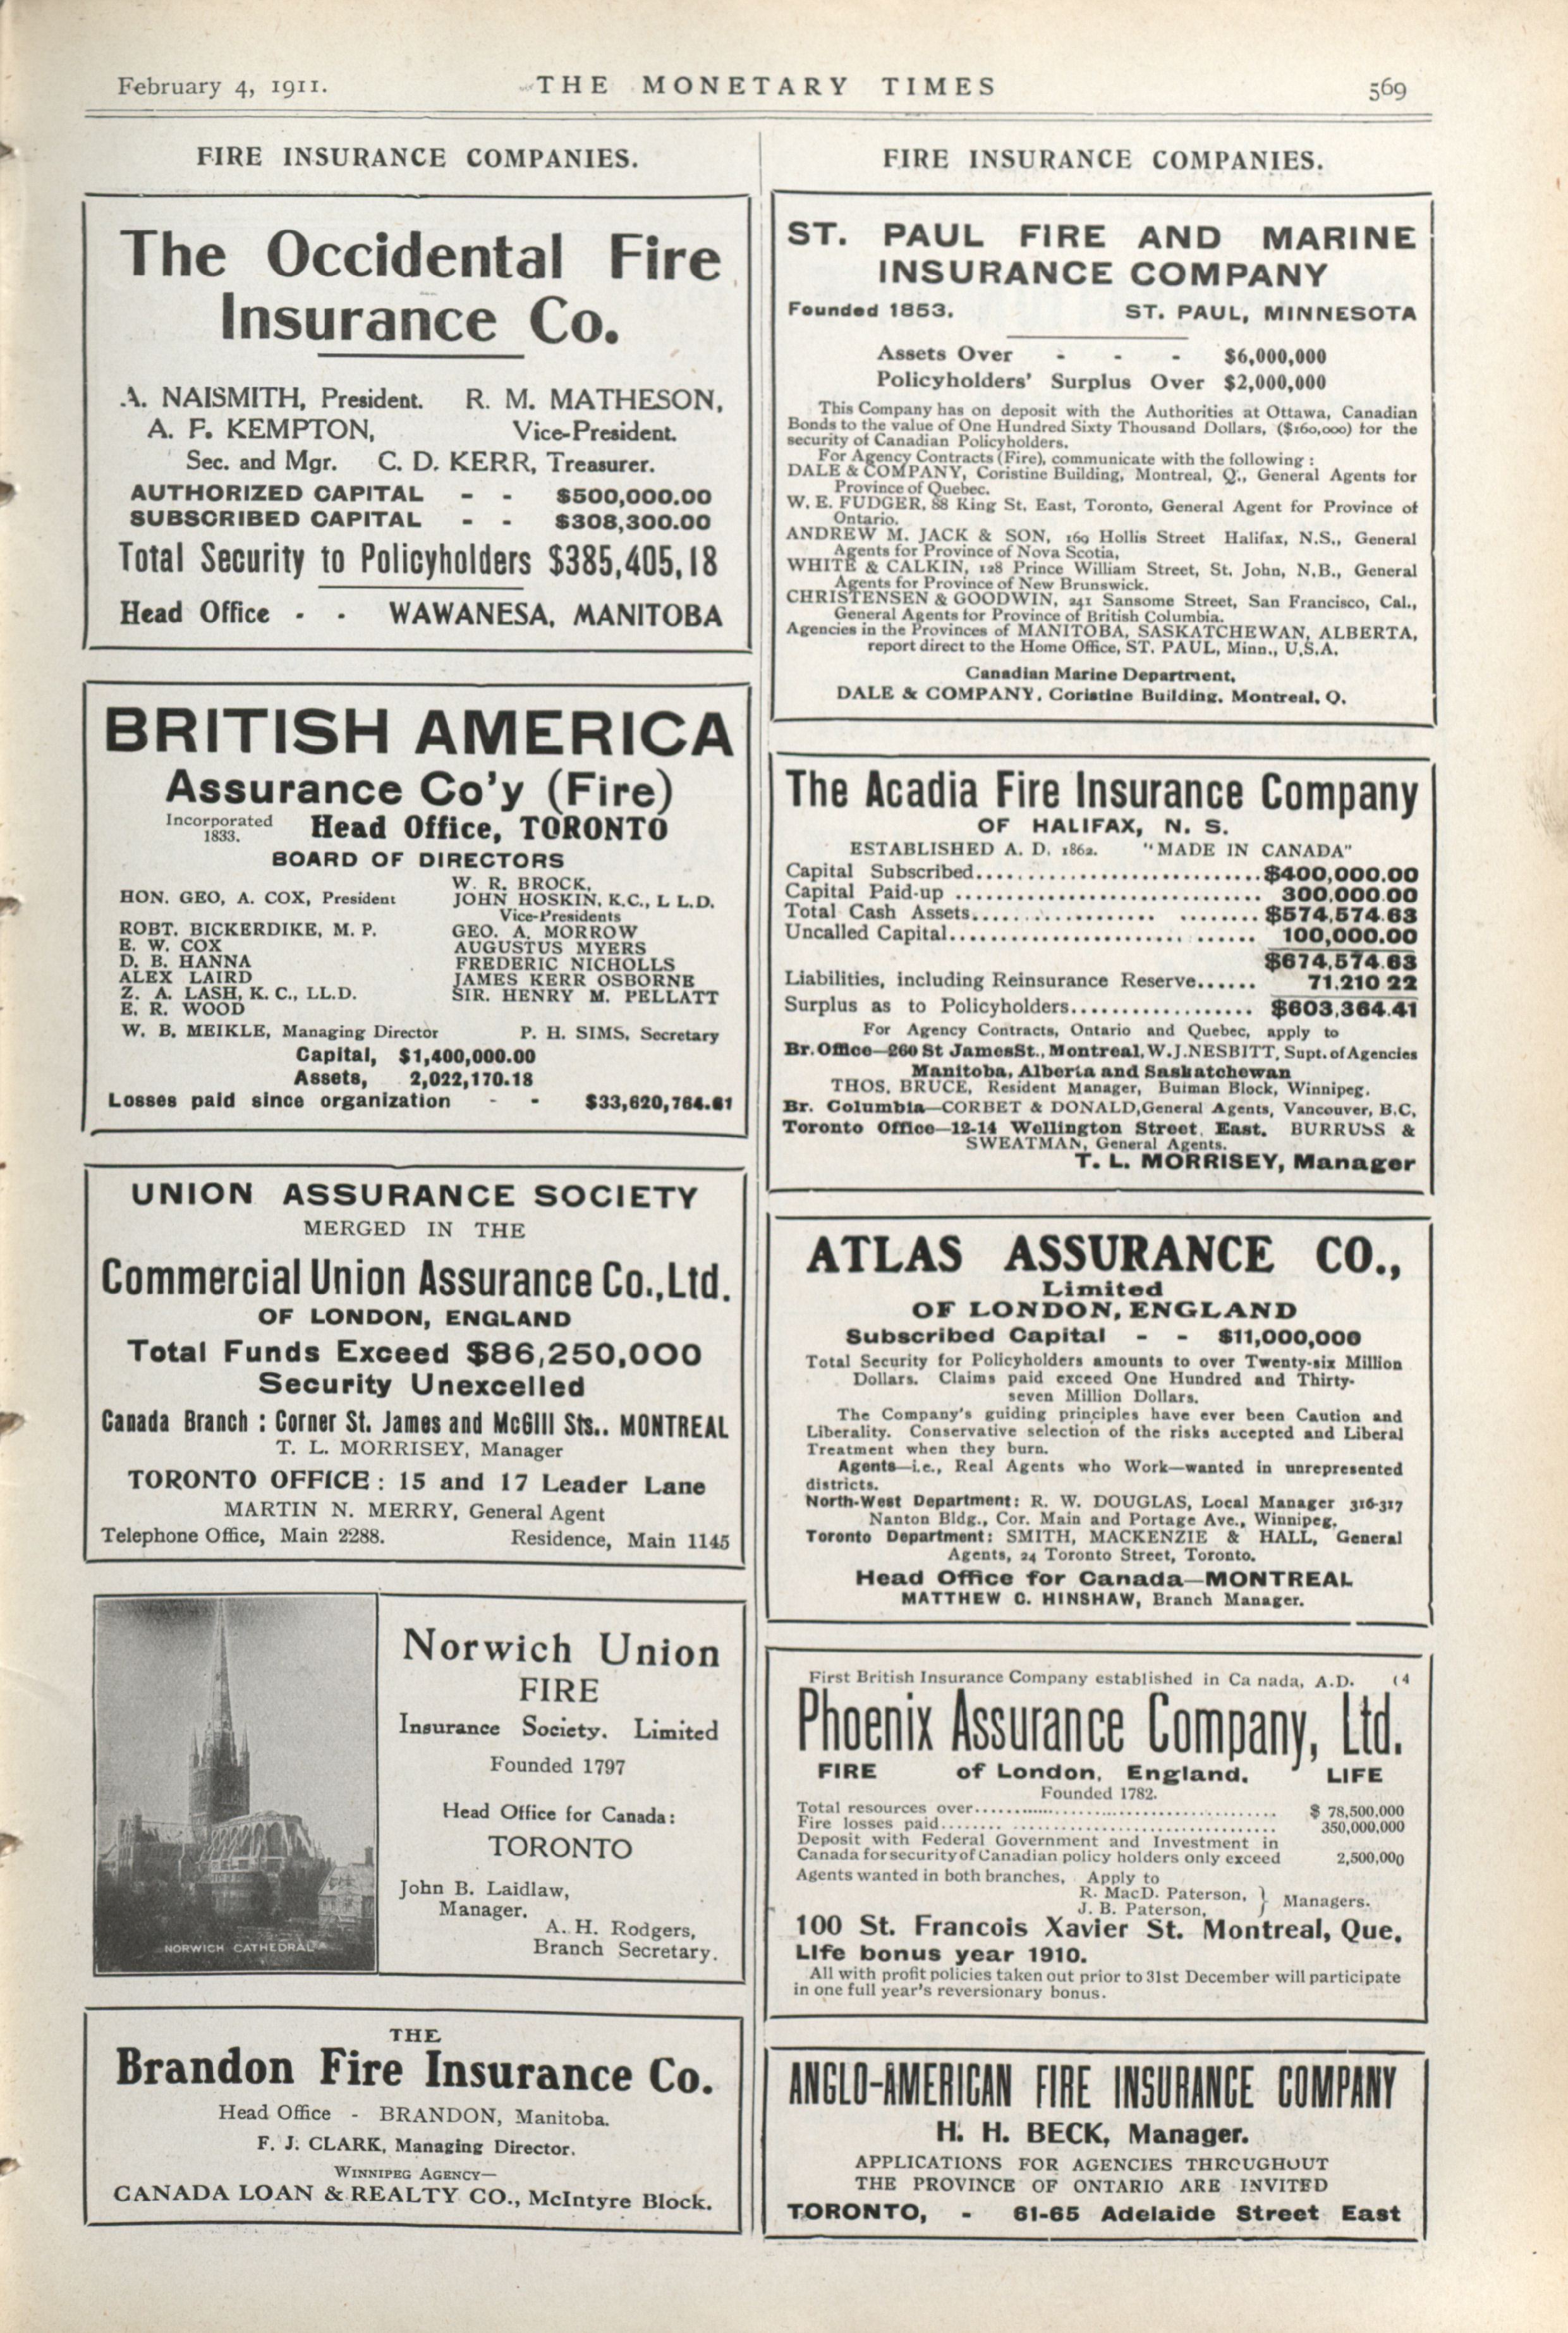 February 4, 1911.
THE MONETARY TIMES
569
FIRE INSURANCE COMPANIES.
The Occidental Fire
Insurance Co.
A. NAISMITH, President. R. M. MATHESON,
A. F. KEMPTON, Vice-President.
Sec. and Mgr. C. D. KERR, Treasurer.
AUTHORIZED CAPITAL - - $500,000.00
SUBSCRIBED CAPITAL - - $308,300.00
Total Security to Policyholders $385,405,18
Head Office - - WAWANESA, MANITOBA
BRITISH AMERICA
Assurance Co'y (Fire)
Incorporated
1833.
Head Office, TORONTO
BOARD OF DIRECTORS
W. R. BROCK,
HON. GEO, A. COX, President JOHN HOSKIN, K.C., L L.D.
Vice-Presidents
ROBT. BICKERDIKE, M. P. GEO. A, MORROW
E. W. COX AUGUSTUS MYERS
D. B. HANNA FREDERIC NICHOLLS
ALEX LAIRD JAMES KERR OSBORNE
Z. A. LASH, K. C., LL.D. SIR. HENRY M. PELLATT
E. R. WOOD
W. B. MEIKLE, Managing Director P. H. SIMS, Secretary
Capital, $1,400,000.00
Assets, 2,022,170.18
Losses paid since organization - - $33,620,764.61
UNION ASSURANCE SOCIETY
MERGED IN THE
Commercial Union Assurance Co., Ltd.
OF LONDON, ENGLAND
Total Funds Exceed $86,250,000
Security Unexcelled
Canada Branch : Corner St. James and McGill Sts.. MONTREAL
T. L. MORRISEY, Manager
TORONTO OFFICE : 15 and 17 Leader Lane
MARTIN N. MERRY, General Agent
Telephone Office, Main 2288. Residence, Main 1145
NORWICH CATHEDRAL
Norwich Union
FIRE
Insurance Society. Limited
Founded 1797
Head Office for Canada:
TORONTO
John B. Laidlaw,
Manager.
A. H. Rodgers,
Branch Secretary.
THE
Brandon Fire Insurance Co.
Head Office - BRANDON, Manitoba.
F. J. CLARK, Managing Director.
WINNIPEG AGENCY—
CANADA LOAN & REALTY CO., McIntyre Block.
FIRE INSURANCE COMPANIES.
ST. PAUL FIRE AND MARINE
INSURANCE COMPANY
Founded 1853. ST. PAUL, MINNESOTA
Assets Over - - - $6,000,000
Policyholders' Surplus Over $2,000,000
This Company has on deposit with the Authorities at Ottawa, Canadian
Bonds to the value of One Hundred Sixty Thousand Dollars, ($160,000) for the
security of Canadian Policyholders.
For Agency Contracts (Fire), communicate with the following :
DALE & COMPANY, Coristine Building, Montreal, Q., General Agents for
Province of Quebec.
W. E. FUDGER, 88 King St, East, Toronto, General Agent for Province of
Ontario.
ANDREW M. JACK & SON, 169 Hollis Street Halifax, N.S., General
Agents for Province of Nova Scotia,
WHITE & CALKIN, 128 Prince William Street, St. John, N.B., General
Agents for Province of New Brunswick.
CHRISTENSEN & GOODWIN, 241 Sansome Street, San Francisco, Cal.,
General Agents for Province of British Columbia.
Agencies in the Provinces of MANITOBA, SASKATCHEWAN, ALBERTA,
report direct to the Home Office, ST. PAUL, Minn., U.S.A.
Canadian Marine Department,
DALE & COMPANY, Coristine Building, Montreal, Q.
The Acadia Fire Insurance Company
OF HALIFAX, N. S.
ESTABLISHED A. D. 1862. "MADE IN CANADA"
Capital Subscribed............................$400,000.00
Capital Paid-up ............................ 300,000.00
Total Cash Assets............................$574,574.63
Uncalled Capital............................ 100,000.00
$674,574.63
Liabilities, including Reinsurance Reserve...... 71.210 22
Surplus as to Policyholders.................. $603,364.41
For Agency Contracts, Ontario and Quebec, apply to
Br. Office—260 St James St., Montreal, W. J. NESBITT, Supt. of Agencies
Manitoba, Alberta and Saskatchewan
THOS. BRUCE, Resident Manager, Bulman Block, Winnipeg.
Br. Columbia—CORBET & DONALD, General Agents, Vancouver, B.C,
Toronto Office—12-14 Wellington Street, East. BURRUSS &
SWEATMAN, General Agents.
T. L. MORRISEY, Manager
ATLAS ASSURANCE CO.,
Limited
OF LONDON, ENGLAND
Subscribed Capital - - $11,000,000
Total Security for Policyholders amounts to over Twenty-six Million
Dollars. Claims paid exceed One Hundred and Thirty-
seven Million Dollars.
The Company's guiding principles have ever been Caution and
Liberality. Conservative selection of the risks accepted and Liberal
Treatment when they burn.
Agents—i.e., Real Agents who Work—wanted in unrepresented
districts.
North-West Department: R. W. DOUGLAS, Local Manager 316-317
Nanton Bldg., Cor. Main and Portage Ave., Winnipeg.
Toronto Department: SMITH, MACKENZIE & HALL, General
Agents, 24 Toronto Street, Toronto.
Head Office for Canada—MONTREAL
MATTHEW C. HINSHAW, Branch Manager.
First British Insurance Company established in Ca nada, A.D.
Phoenix Assurance Company, Ltd.
FIRE of London, England. LIFE
Founded 1782.
Total resources over............................ $ 78,500,000
Fire losses paid............................ 350,000,000
Deposit with Federal Government and Investment in
Canada for security of Canadian policy holders only exceed 2,500,000
Agents wanted in both branches, Apply to
R. MacD. Paterson, } Managers.
J. B. Paterson,
100 St. Francois Xavier St. Montreal, Que,
Life bonus year 1910.
All with profit policies taken out prior to 31st December will participate
in one full year's reversionary bonus.
ANGLO-AMERICAN FIRE INSURANCE COMPANY
H. H. BECK, Manager.
APPLICATIONS FOR AGENCIES THROUGHOUT
THE PROVINCE OF ONTARIO ARE INVITED
TORONTO, - 61-65 Adelaide Street East